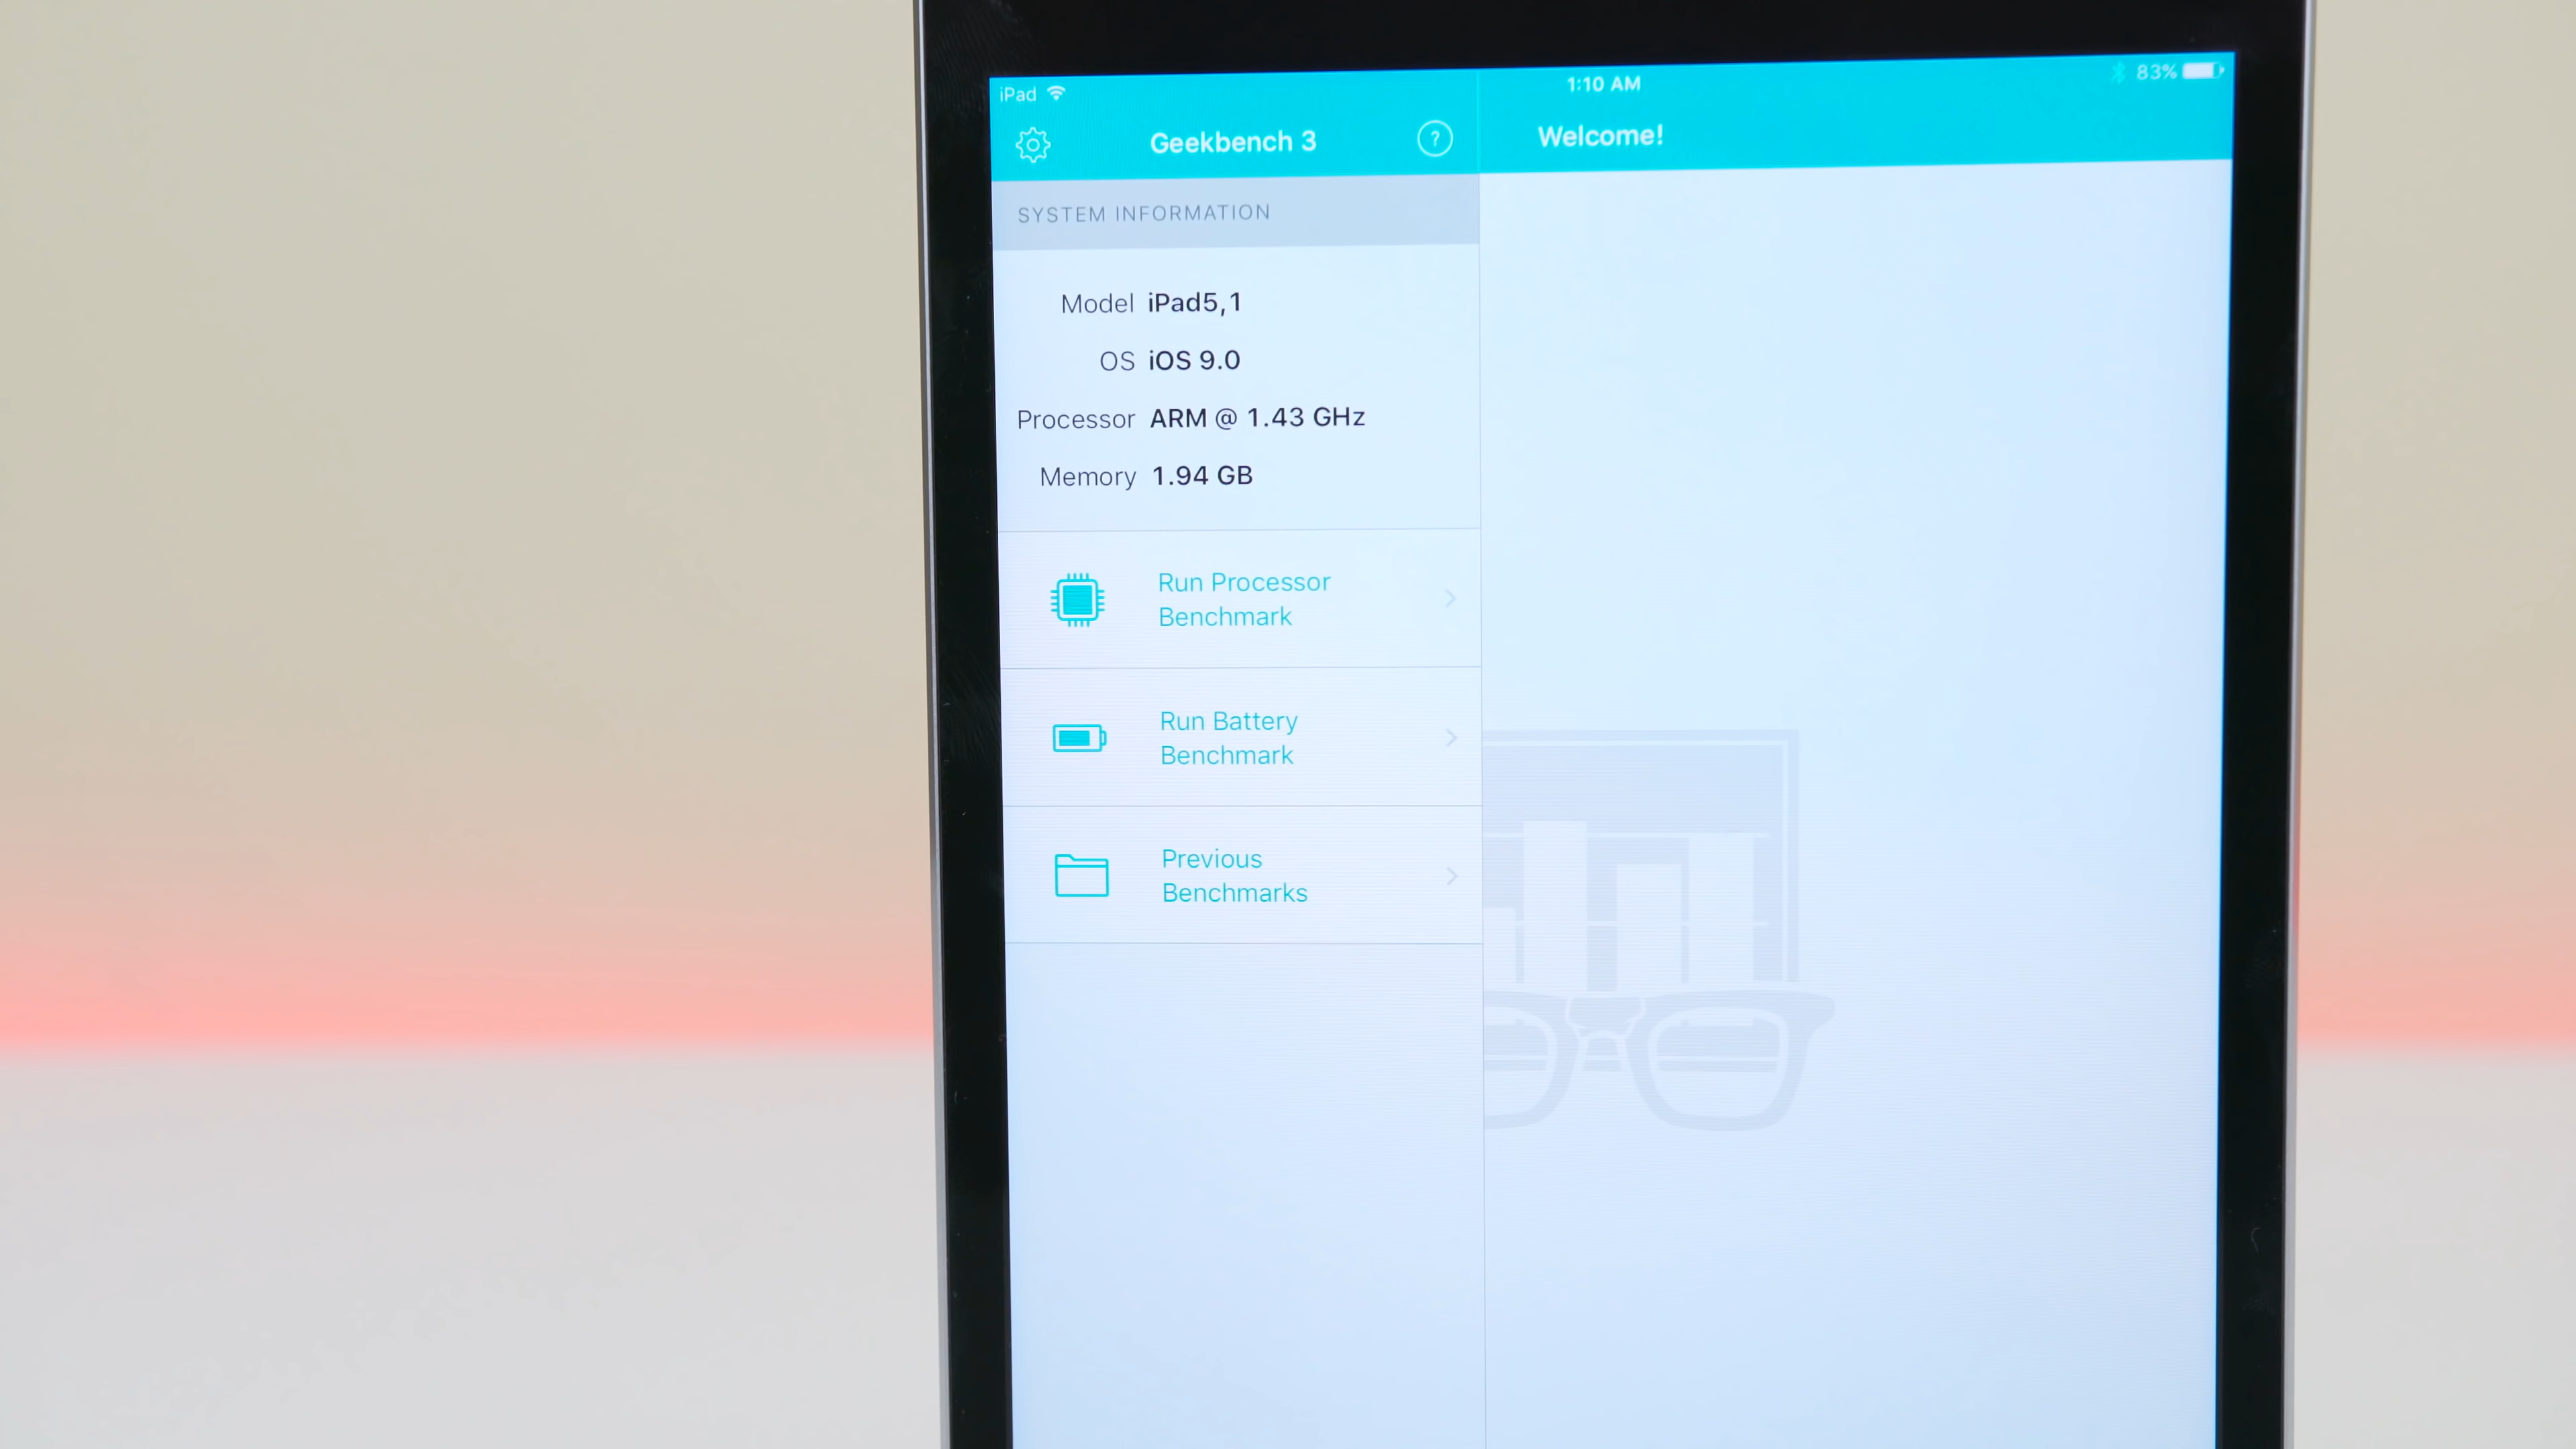 iPad
1:10 AM
83%
Geekbench 3
?
Welcome!
SYSTEM INFORMATION
Model iPad5,1
OS iOS 9.0
Processor ARM @ 1.43 GHz
Memory 1.94 GB
Run Processor
Benchmark
Run Battery
Benchmark
Previous
Benchmarks